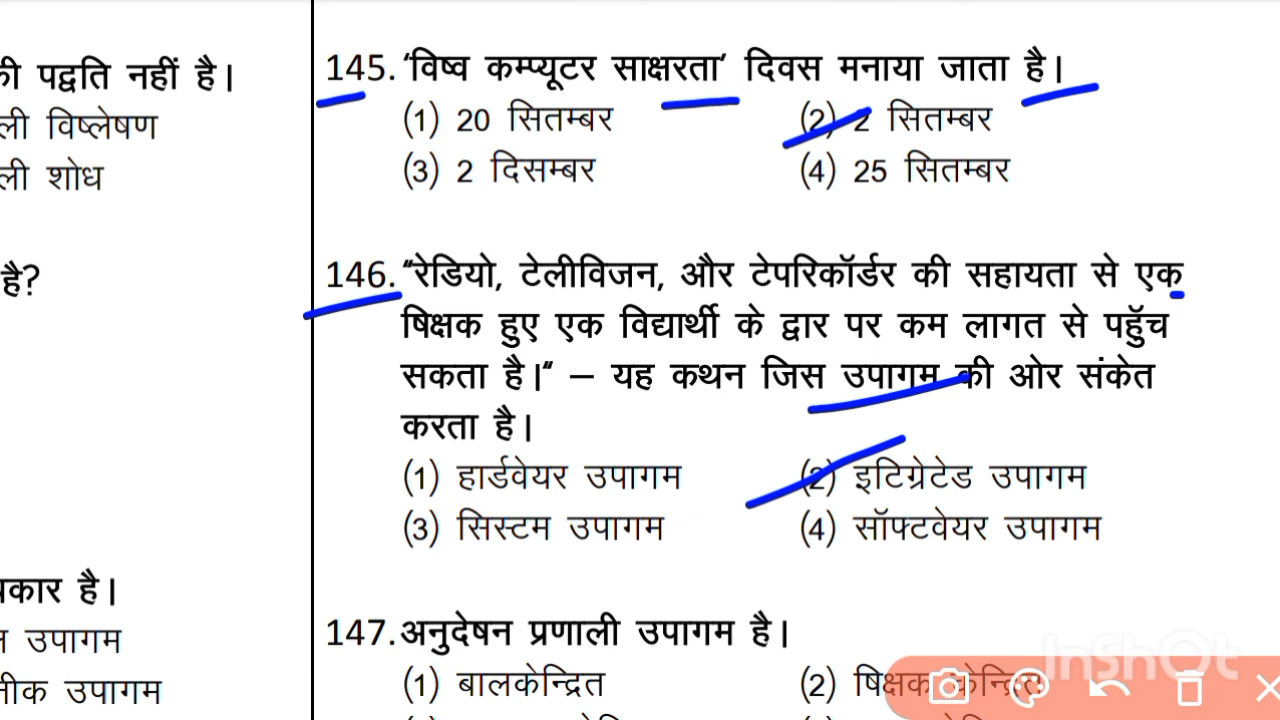 की पद्वति नहीं है।
ली विष्लेषण
ली शोध
है?
प्रकार है।
उपागम
नीक उपागम
145. 'विष्व कम्प्यूटर साक्षरता' दिवस मनाया जाता है।
(1) 20 सितम्बर (2) 2 सितम्बर
(3) 2 दिसम्बर (4) 25 सितम्बर
146. "रेडियो, टेलीविजन, और टेपरिकॉर्डर की सहायता से एक
षिक्षक हुए एक विद्यार्थी के द्वार पर कम लागत से पहुॅच
सकता है।" – यह कथन जिस उपागम की ओर संकेत
करता है।
(1) हार्डवेयर उपागम (2) इटिग्रेटेड उपागम
(3) सिस्टम उपागम (4) सॉफ्टवेयर उपागम
147. अनुदेषन प्रणाली उपागम है।
(1) बालकेन्द्रित (2) षिक्षक केन्द्रित
InShOt